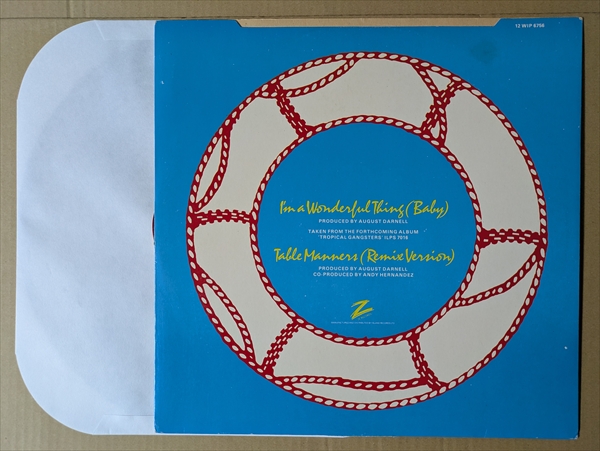 12 WIP 6756
I'm a Wonderful Thing (Baby)
PRODUCED BY AUGUST DARNELL
TAKEN FROM THE FORTHCOMING ALBUM
'TROPICAL GANGSTERS' ILPS 7016
Table Manners (Remix Version)
PRODUCED BY AUGUST DARNELL
CO-PRODUCED BY ANDY HERNANDEZ